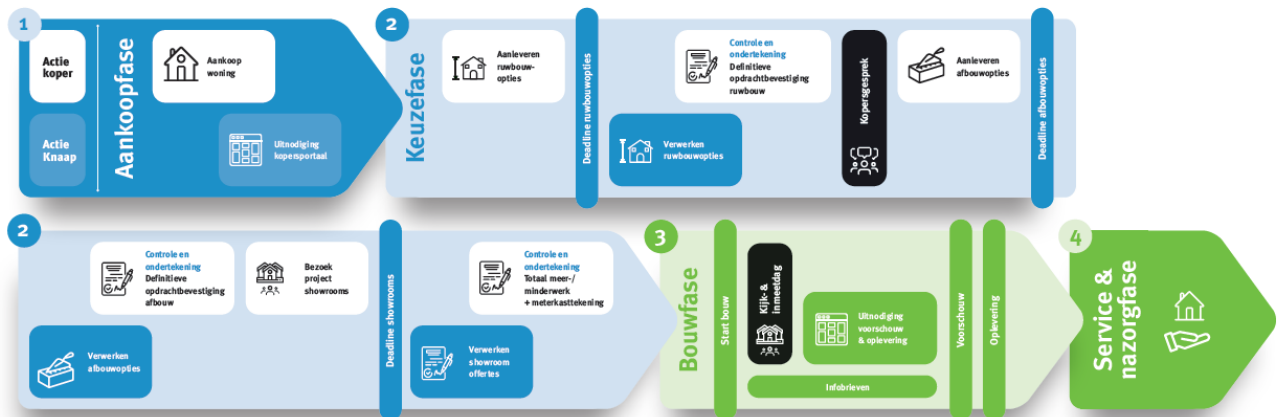 1
Actie
koper
Actie
Knaap
Aankoopfase
Aankoop
woning
Uitnodiging
kopersportaal
2
Keuzefase
Aanleveren
ruwbouw-
opties
Deadline ruwbouwopties
Verwerken
ruwbouwopties
Controle en
ondertekening
Definitieve
opdrachtbevestiging
ruwbouw
Kopersgesprek
Aanleveren
afbouwopties
Deadline afbouwopties
2
Verwerken
afbouwopties
Controle en
ondertekening
Definitieve
opdrachtbevestiging
afbouw
Bezoek
project
showrooms
Deadline showrooms
Verwerken
showroom
offertes
Controle en
ondertekening
Totaal meer-/
minderwerk
+ meterkasttekening
3
Bouwfase
Start bouw
Kijk- &
inmeetdag
Uitnodiging
voorschouw
& oplevering
Infobrieven
Voorschouw
Oplevering
4
Service &
nazorgfase